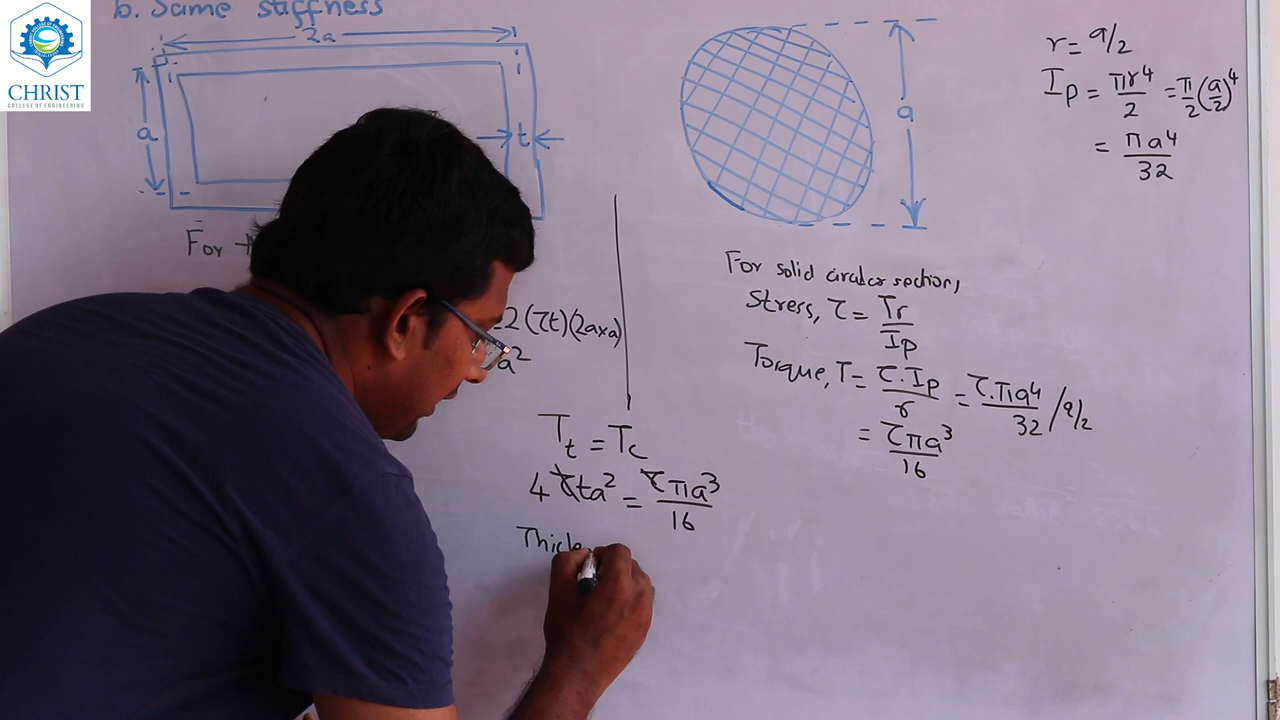 b. Same stiffness
CHRIST
COLLEGE OF ENGINEERING
2a
a
t
For
=2(τt)(2a×a)
a²
a
r = a/2
Iₚ = πr⁴/2 = π/2 (a/2)⁴
= πa⁴/32
For solid circular section,
Stress, τ = Tr/Iₚ
Torque, T = τ.Iₚ/r = τ.πa⁴/32 / a/2
= τπa³/16
Tₜ = T꜀
4τta² = τπa³/16
Thick